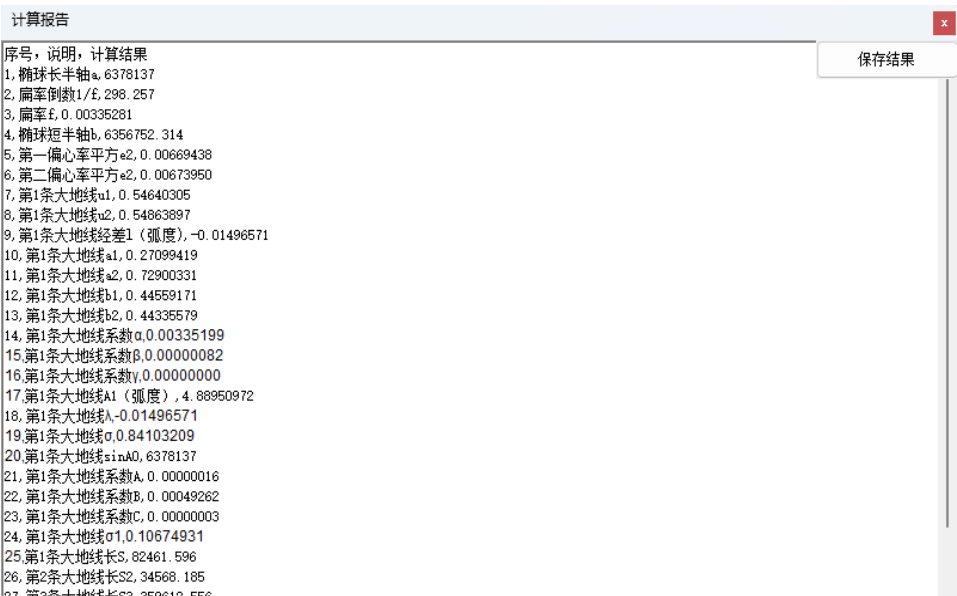 计算报告
x
保存结果
序号，说明，计算结果
1,椭球长半轴a,6378137
2,扁率倒数1/f,298.257
3,扁率f,0.00335281
4,椭球短半轴b,6356752.314
5,第一偏心率平方e2,0.00669438
6,第二偏心率平方e2,0.00673950
7,第1条大地线u1,0.54640305
8,第1条大地线u2,0.54863897
9,第1条大地线经差l（弧度),-0.01496571
10,第1条大地线a1,0.27099419
11,第1条大地线a2,0.72900331
12,第1条大地线b1,0.44559171
13,第1条大地线b2,0.44335579
14,第1条大地线系数α,0.00335199
15,第1条大地线系数β,0.00000082
16,第1条大地线系数γ,0.00000000
17,第1条大地线A1（弧度）,4.88950972
18,第1条大地线λ,-0.01496571
19,第1条大地线σ,0.84103209
20,第1条大地线sinA0,6378137
21,第1条大地线系数A,0.00000016
22,第1条大地线系数B,0.00049262
23,第1条大地线系数C,0.00000003
24,第1条大地线σ1,0.10674931
25,第1条大地线长S,82461.596
26,第2条大地线长S2,34568.185